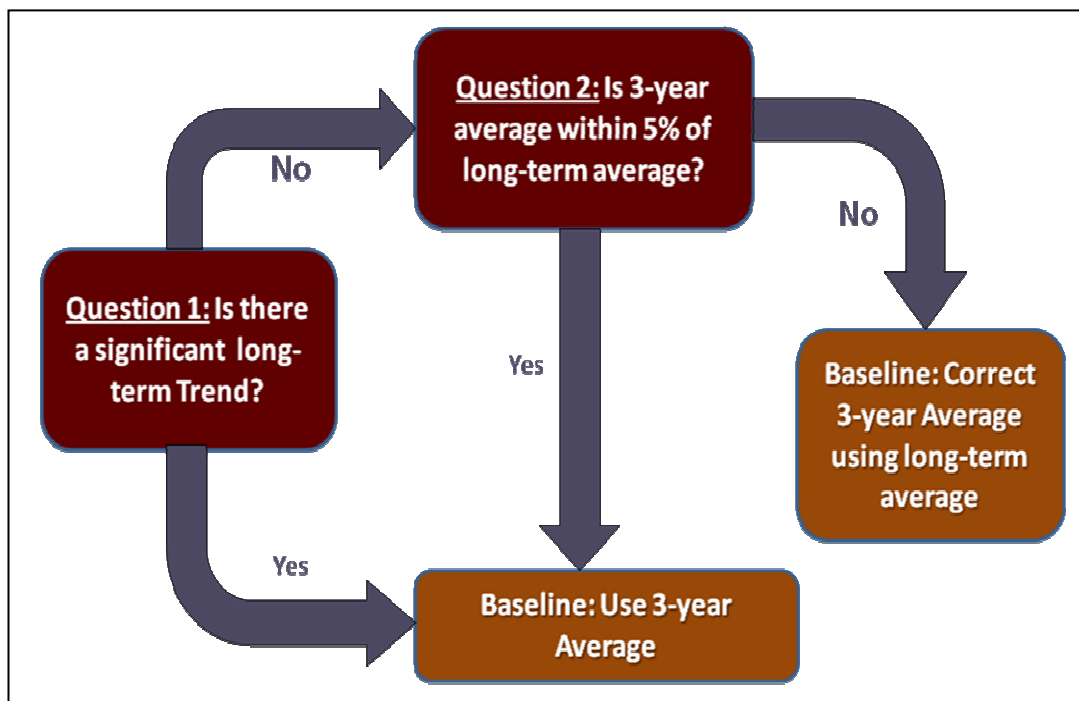 Question 1: Is there
a significant long-
term Trend?
No
Question 2: Is 3-year
average within 5% of
long-term average?
No
Baseline: Correct
3-year Average
using long-term
average
Yes
Yes
Baseline: Use 3-year
Average